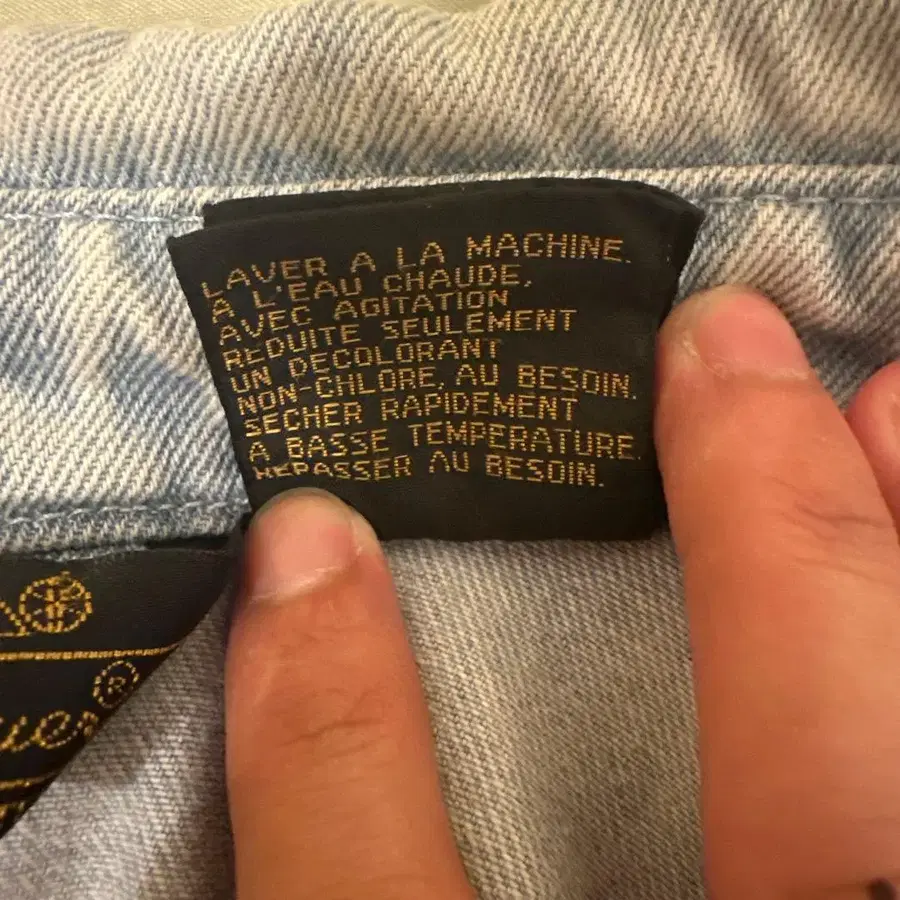 LAVER A LA MACHINE.
A L'EAU CHAUDE,
AVEC AGITATION
REDUITE SEULEMENT
UN DECOLORANT
NON-CHLORE, AU BESOIN.
SECHER RAPIDEMENT
A BASSE TEMPERATURE.
REPASSER AU BESOIN.
ue ®